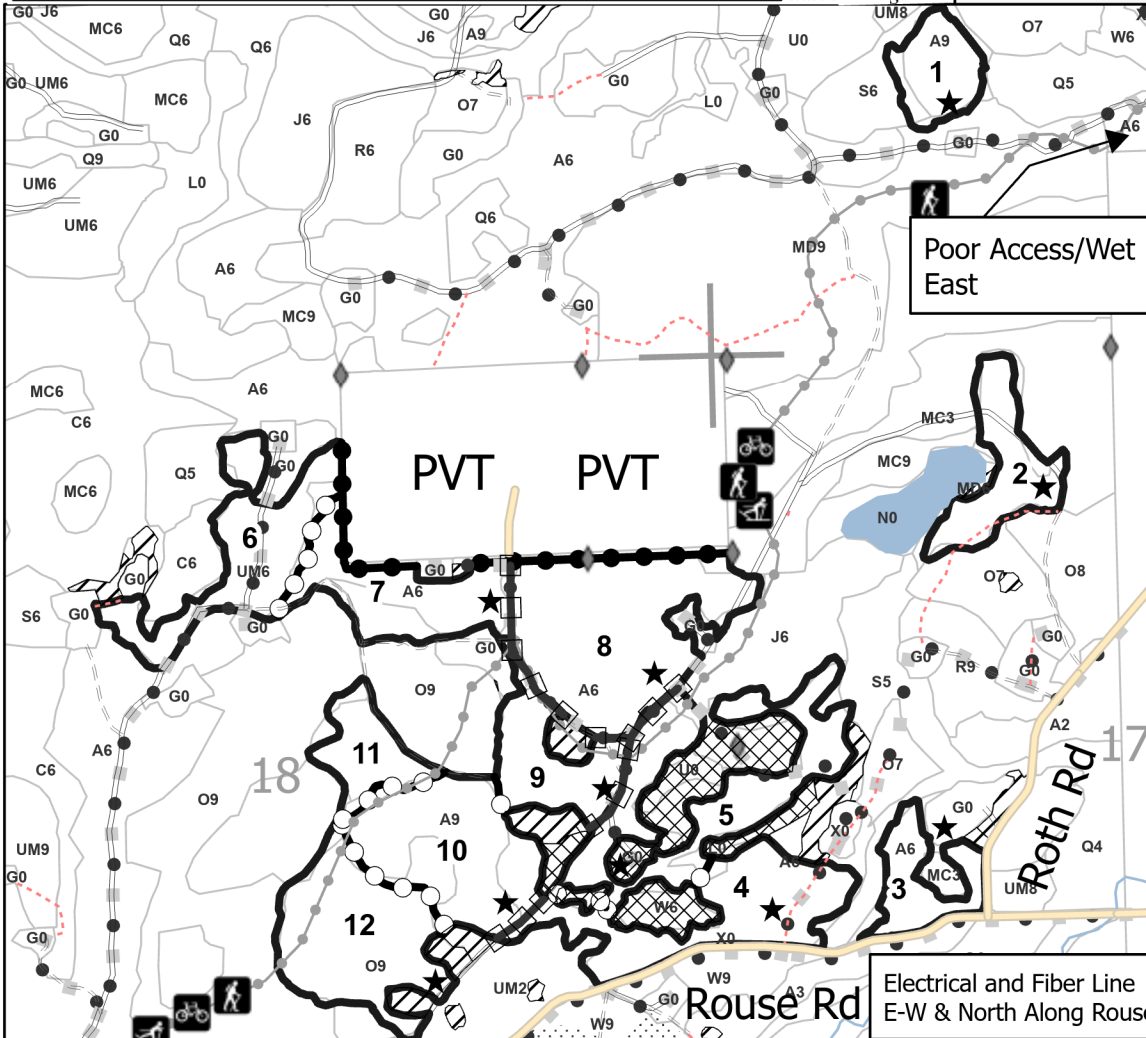 G0 J6
G0
UM8
MC6
J6
A9
A9
O7
Q6
Q6
U0
W6
1
G0 UM6
G0
G0
S6
Q5
MC6
O7
L0
J6
A6
G0
R6
G0
G0
Q9
A6
UM6
L0
Q6
UM6
MD9
Poor Access/Wet
East
A6
G0
G0
MC9
MC6
A6
C6
MC3
G0
PVT PVT
MC9
Q5
G0
2
MC6
N0
6
C6
G0
UM6
G0
O7
O8
7
A6
S6
G0
G0
J6
G0
8
G0
R9
G0
G0
O9
A6
S5
G0
A2
A6
11
17
18
C6
9
O7
U0
O9
5
G0
A9
X0
Roth Rd
10
A6
Q4
UM9
G0
MC3
G0
4
3
UM8
W6
12
G0
X0
O9
Electrical and Fiber Line
E-W & North Along Rouse
UM2
W9
A3
G0
Rouse Rd
W9